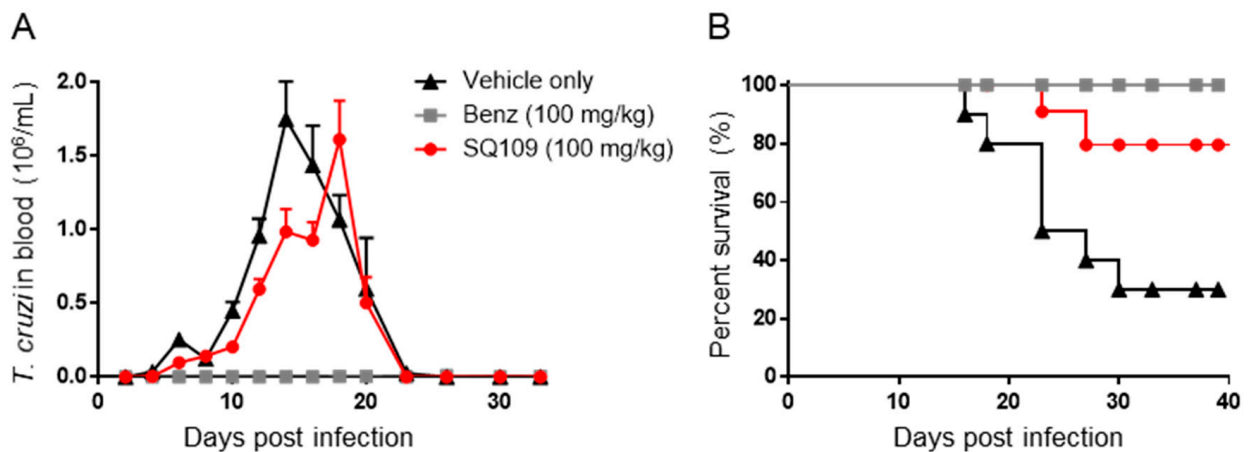 A
T. cruzi in blood (10⁶/mL)
2.0
1.5
1.0
0.5
0.0
0
10
20
30
Days post infection
Vehicle only
Benz (100 mg/kg)
SQ109 (100 mg/kg)
B
Percent survival (%)
100
80
60
40
20
0
0
10
20
30
40
Days post infection